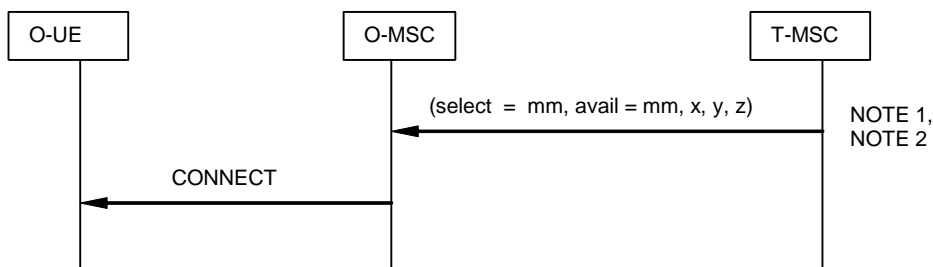 O-UE
O-MSC
T-MSC
(select = mm, avail = mm, x, y, z)
NOTE 1,
NOTE 2
CONNECT